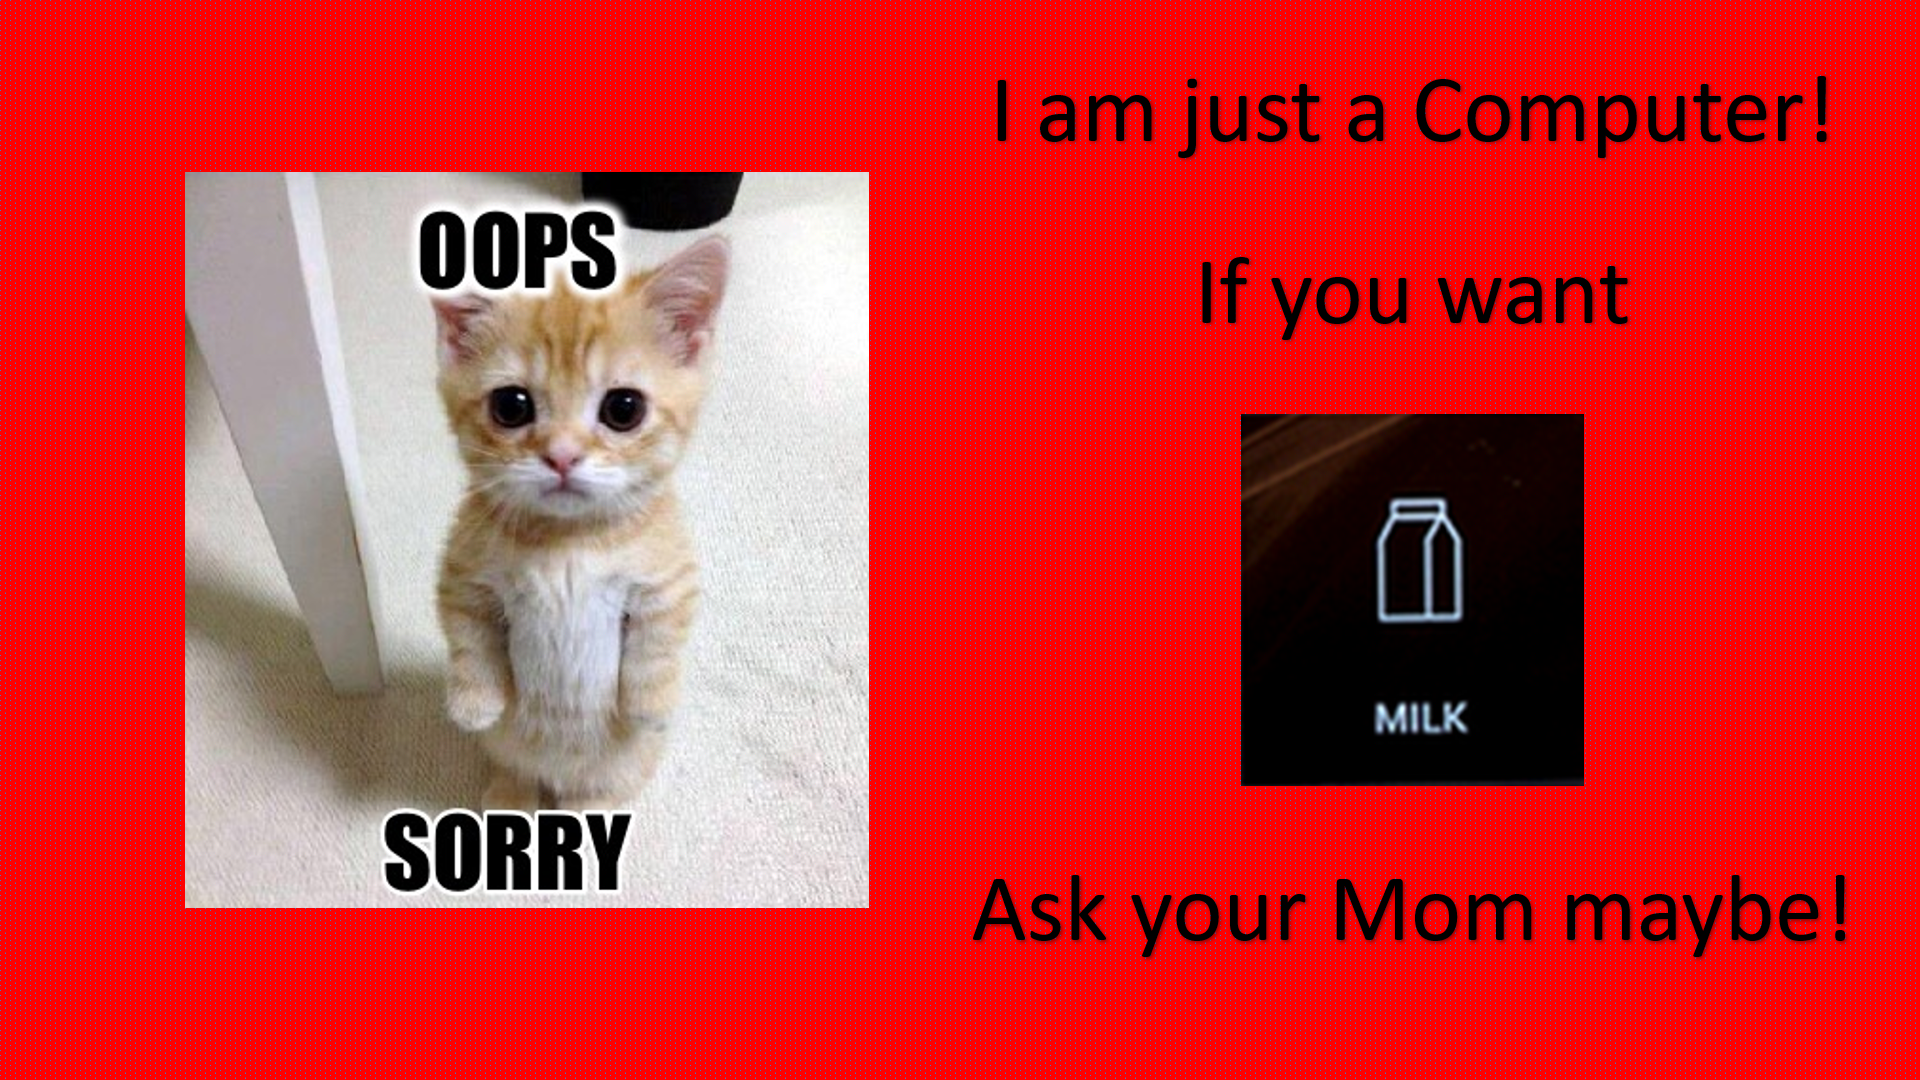 OOPS
SORRY
I am just a Computer!
If you want
MILK
Ask your Mom maybe!